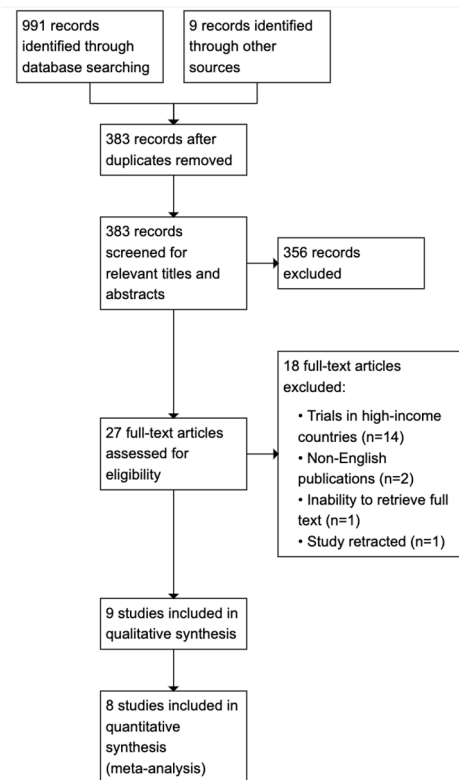 991 records
identified through
database searching
9 records identified
through other
sources
383 records after
duplicates removed
383 records
screened for
relevant titles and
abstracts
356 records
excluded
18 full-text articles
excluded:
• Trials in high-income
countries (n=14)
• Non-English
publications (n=2)
• Inability to retrieve full
text (n=1)
• Study retracted (n=1)
27 full-text articles
assessed for
eligibility
9 studies included in
qualitative synthesis
8 studies included in
quantitative
synthesis
(meta-analysis)